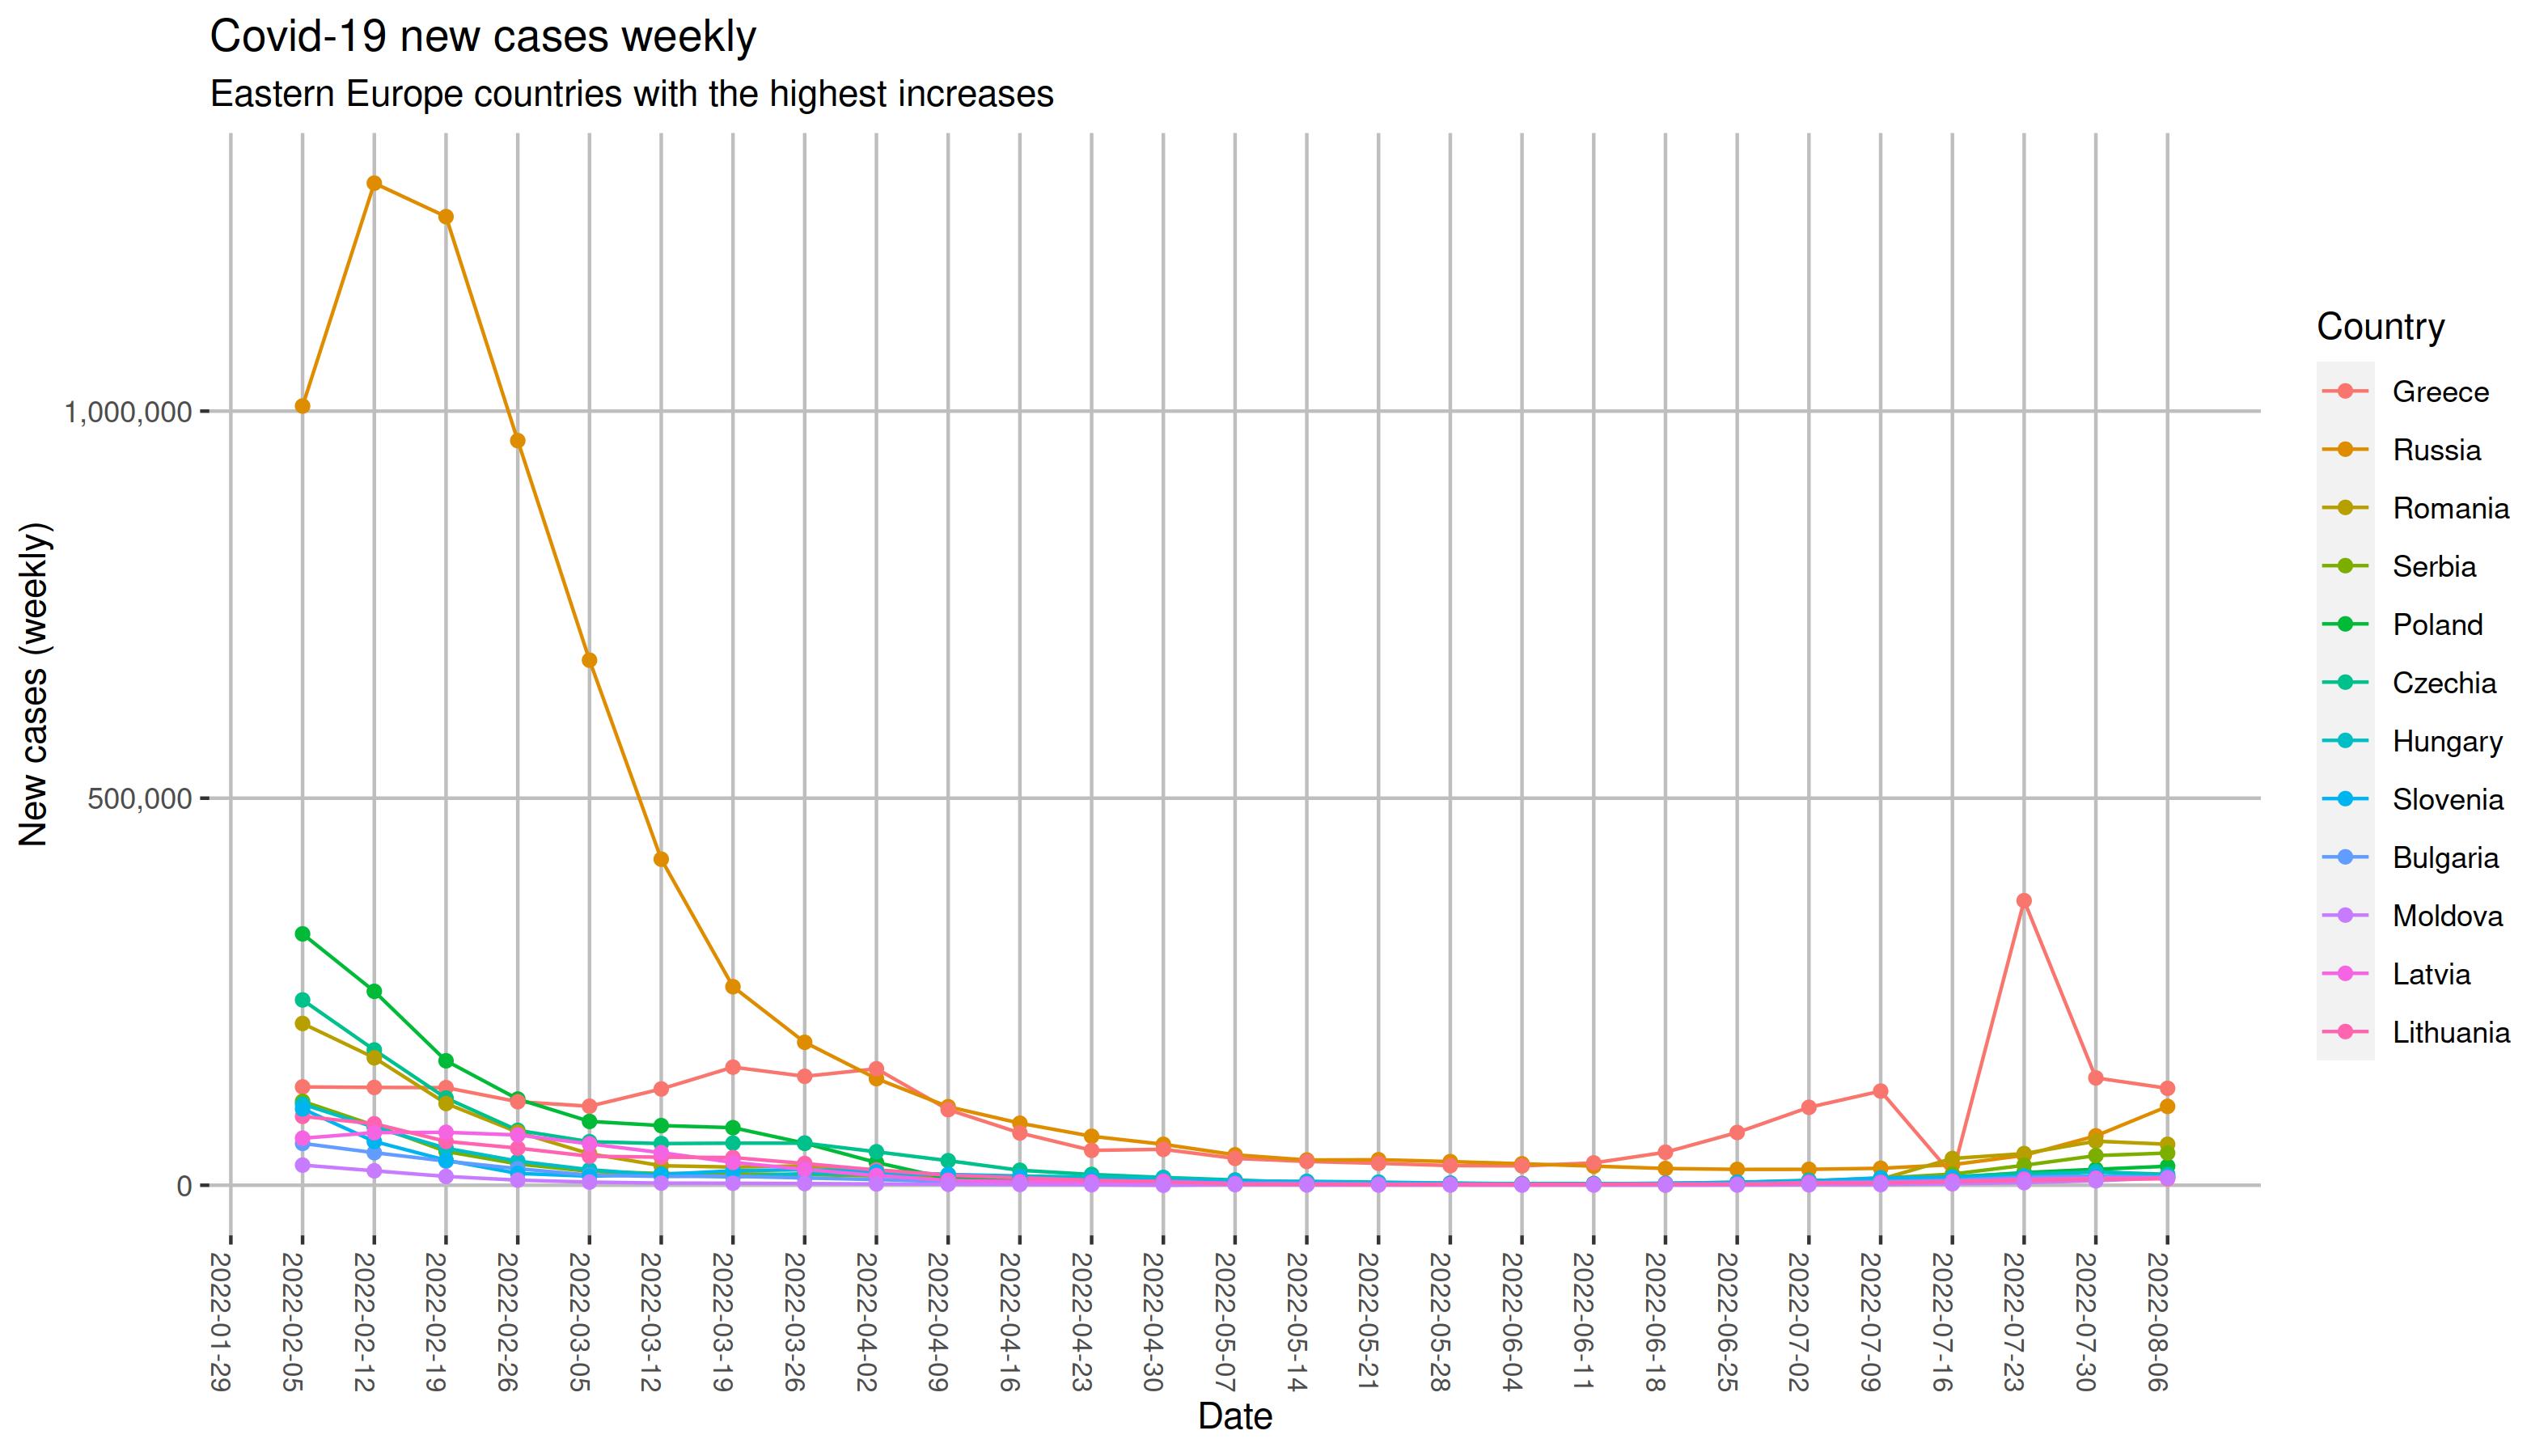 Covid-19 new cases weekly
Eastern Europe countries with the highest increases
New cases (weekly)
1,000,000
500,000
0
2022-01-29
2022-02-05
2022-02-12
2022-02-19
2022-02-26
2022-03-05
2022-03-12
2022-03-19
2022-03-26
2022-04-02
2022-04-09
2022-04-16
2022-04-23
2022-04-30
2022-05-07
2022-05-14
2022-05-21
2022-05-28
2022-06-04
2022-06-11
2022-06-18
2022-06-25
2022-07-02
2022-07-09
2022-07-16
2022-07-23
2022-07-30
2022-08-06
Date
Country
Greece
Russia
Romania
Serbia
Poland
Czechia
Hungary
Slovenia
Bulgaria
Moldova
Latvia
Lithuania